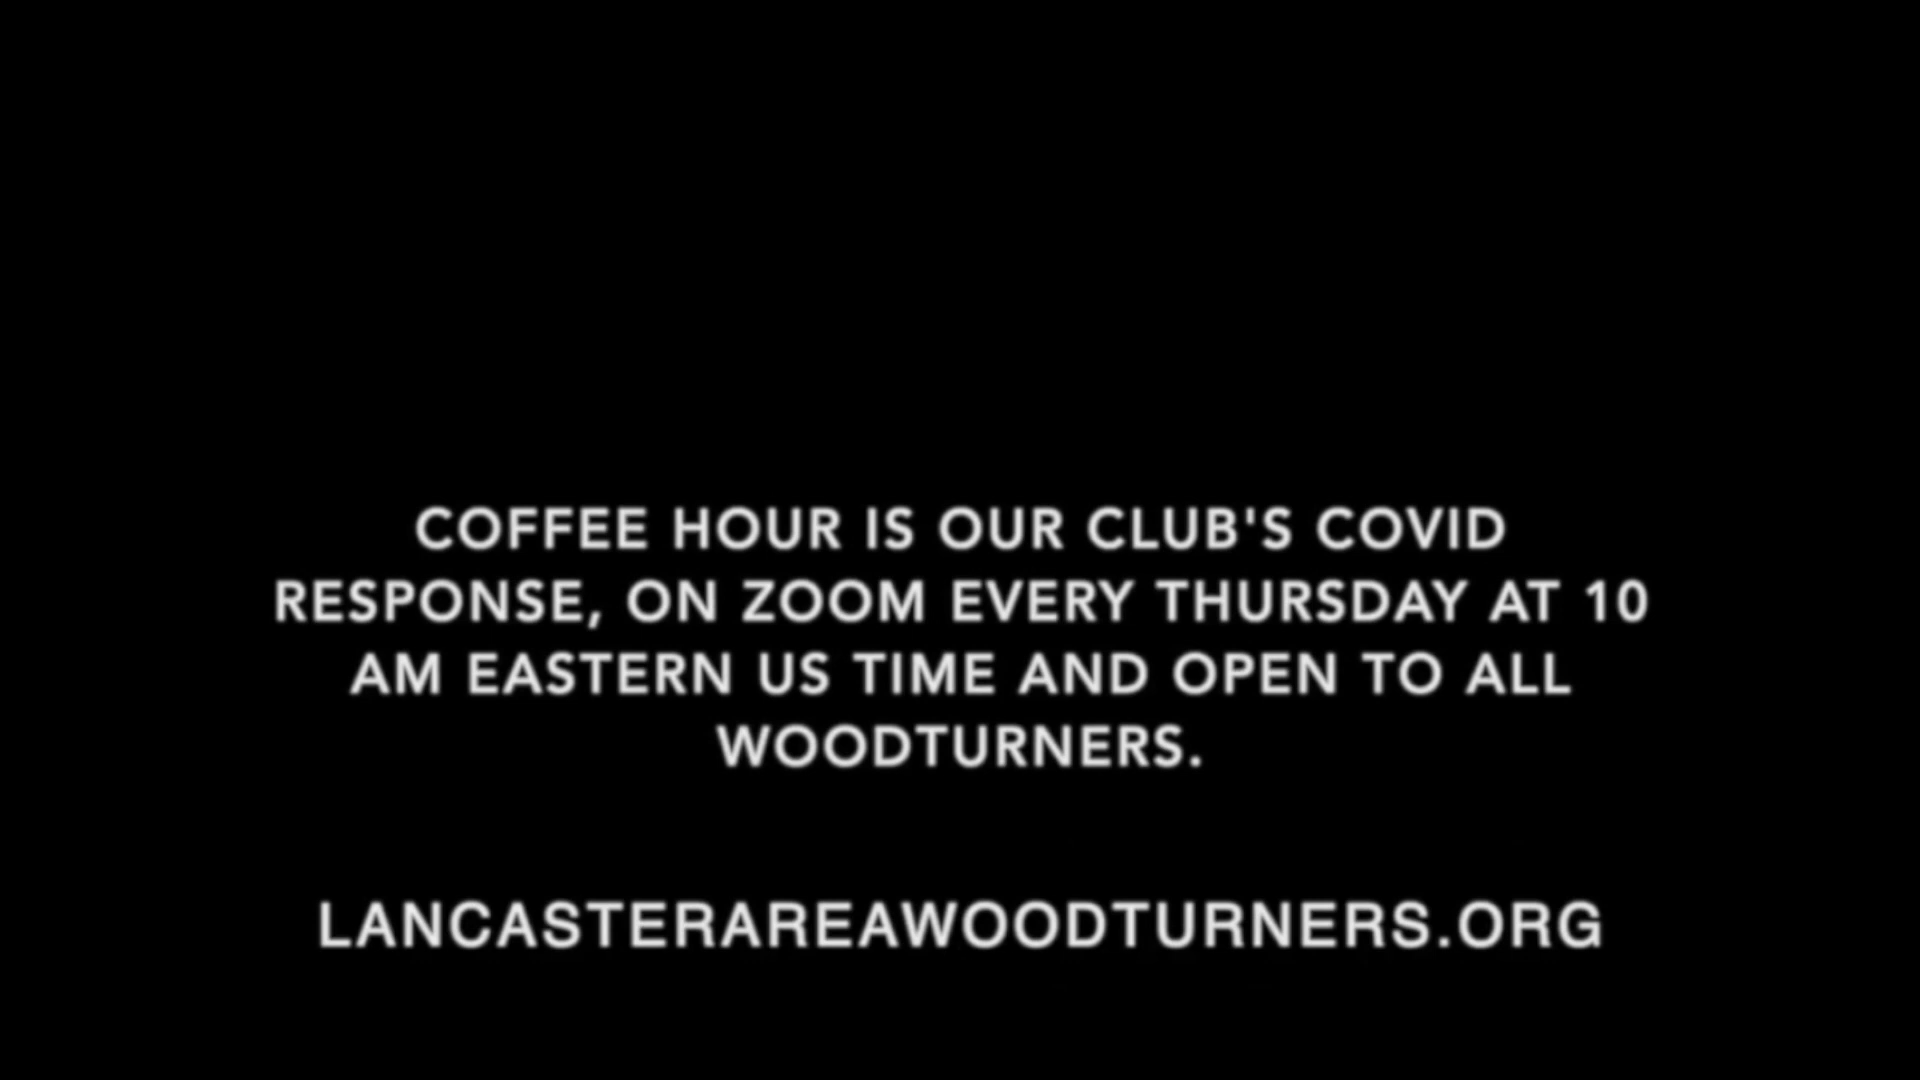 COFFEE HOUR IS OUR CLUB'S COVID
RESPONSE, ON ZOOM EVERY THURSDAY AT 10
AM EASTERN US TIME AND OPEN TO ALL
WOODTURNERS.
LANCASTERAREAWOODTURNERS.ORG